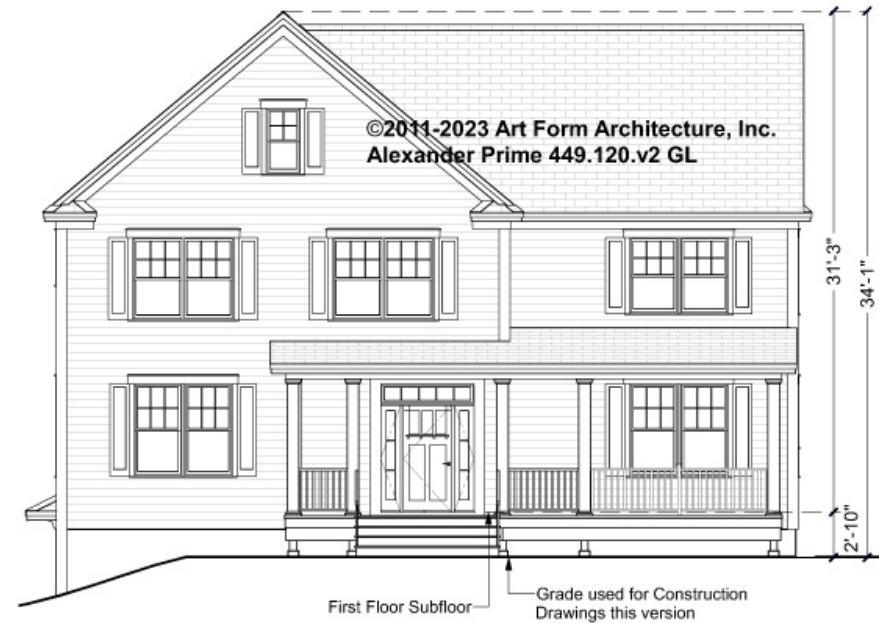 ©2011-2023 Art Form Architecture, Inc.
Alexander Prime 449.120.v2 GL
31'-3"
34'-1"
2'-10"
First Floor Subfloor
Grade used for Construction
Drawings this version